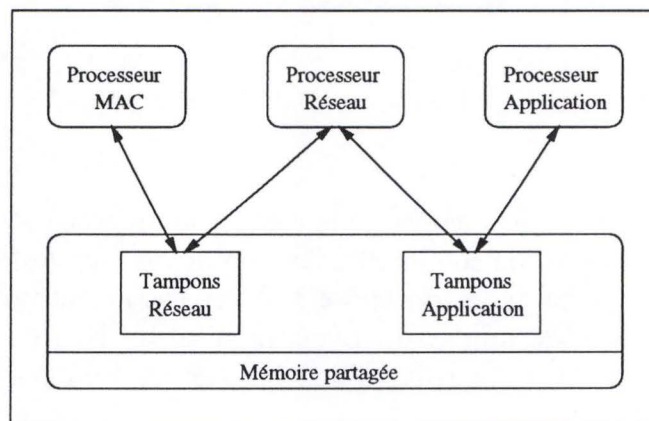 Processeur
MAC
Processeur
Réseau
Processeur
Application
Tampons
Réseau
Tampons
Application
Mémoire partagée